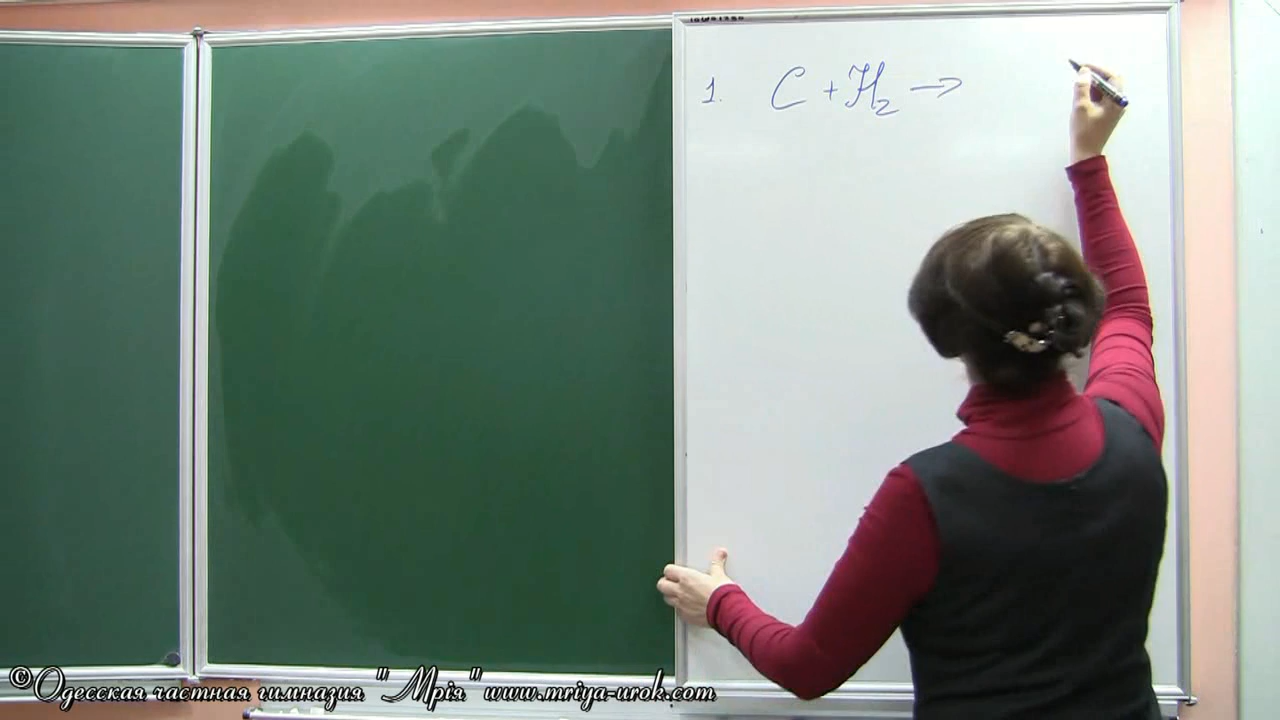 1. C + H₂ →
©Одесская частная гимназия "Мрія" www.mriya-urok.com